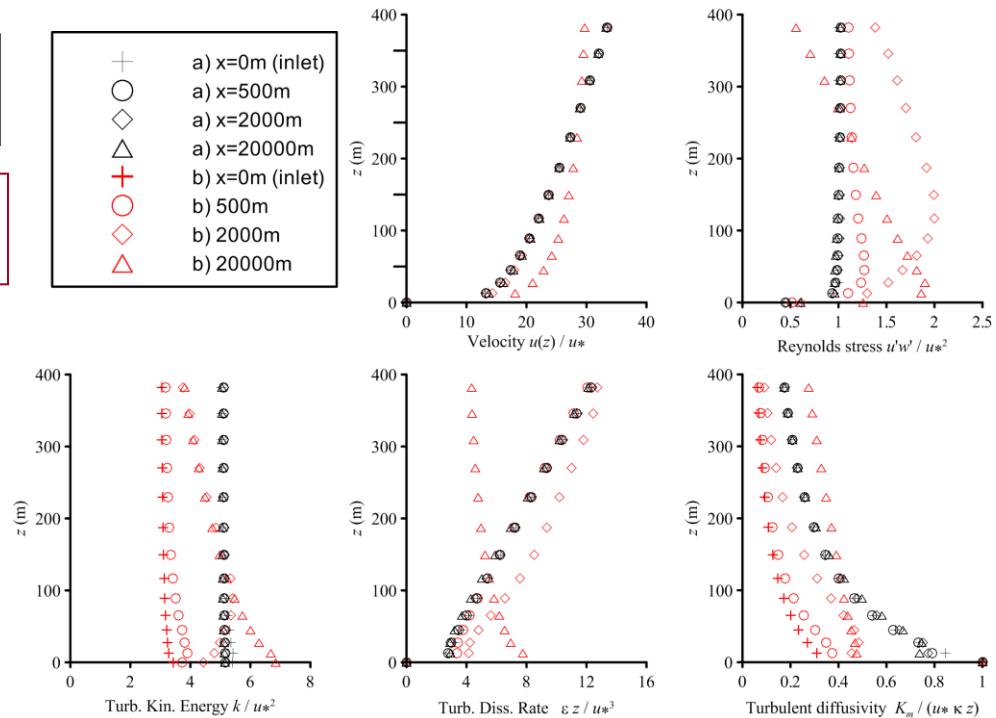 a) x=0m (inlet)
a) x=500m
a) x=2000m
a) x=20000m
b) x=0m (inlet)
b) 500m
b) 2000m
b) 20000m
400
300
200
100
0
z (m)
0 10 20 30 40
Velocity u(z) / u*
400
300
200
100
0
z (m)
0 0.5 1 1.5 2 2.5
Reynolds stress u'w' / u*²
400
300
200
100
0
z (m)
0 2 4 6 8
Turb. Kin. Energy k / u*²
400
300
200
100
0
z (m)
0 4 8 12 16
Turb. Diss. Rate ε z / u*³
400
300
200
100
0
z (m)
0 0.2 0.4 0.6 0.8 1
Turbulent diffusivity Kₘ / (u* κ z)